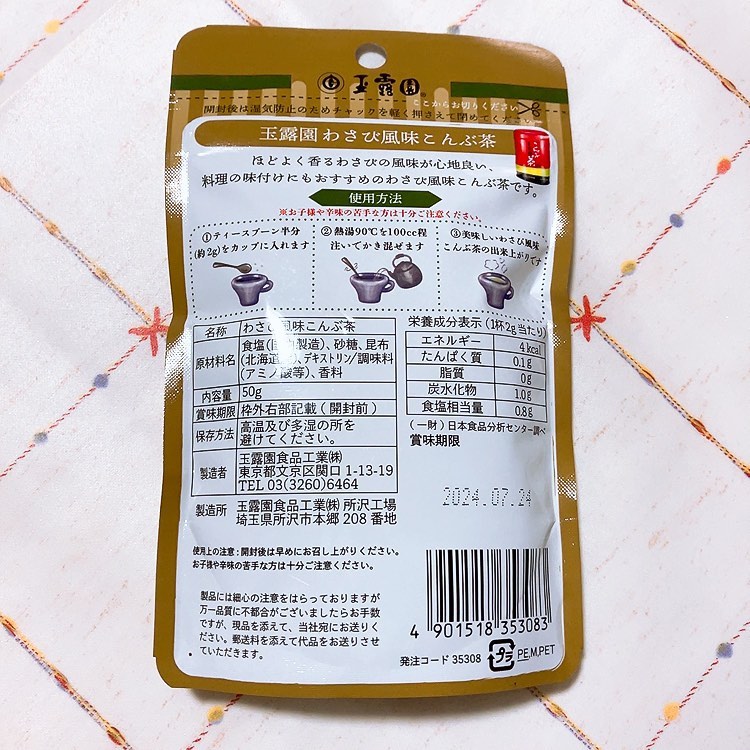 玉露園®
ここからお切りください
開封後は湿気防止のためチャックを軽く押さえて閉めてください
玉露園 わさび風味こんぶ茶
こんぶ茶
ほどよく香るわさびの風味が心地良い、
料理の味付けにもおすすめのわさび風味こんぶ茶です。
使用方法
※お子様や辛味の苦手な方は十分ご注意ください。
①ティースプーン半分
(約2g)をカップに入れます
②熱湯90℃を100cc程
注いでかき混ぜます
③美味しいわさび風味
こんぶ茶の出来上がりです
名称 わさび風味こんぶ茶
原材料名 食塩(国内製造)、砂糖、昆布
(北海道産)、デキストリン/調味料
(アミノ酸等)、香料
内容量 50g
賞味期限 枠外右部記載(開封前)
保存方法 高温及び多湿の所を
避けてください。
製造者 玉露園食品工業㈱
東京都文京区関口 1-13-19
TEL 03(3260)6464
製造所 玉露園食品工業㈱ 所沢工場
埼玉県所沢市本郷 208 番地
栄養成分表示(1杯2g当たり)
エネルギー 4kcal
たんぱく質 0.1g
脂質 0g
炭水化物 1.0g
食塩相当量 0.8g
(一財)日本食品分析センター調べ
賞味期限
2024.07.24
使用上の注意:開封後は早めにお召し上がりください。
お子様や辛味の苦手な方は十分ご注意ください。
製品には細心の注意をはらっておりますが
万一品質に不都合がございましたらお手数
ですが、現品を添えて、当社宛にお送りく
ださい。郵送料を添えて代品をお送りさせ
ていただきます。
4 901518 353083
発注コード 35308
プラ PE,M,PET